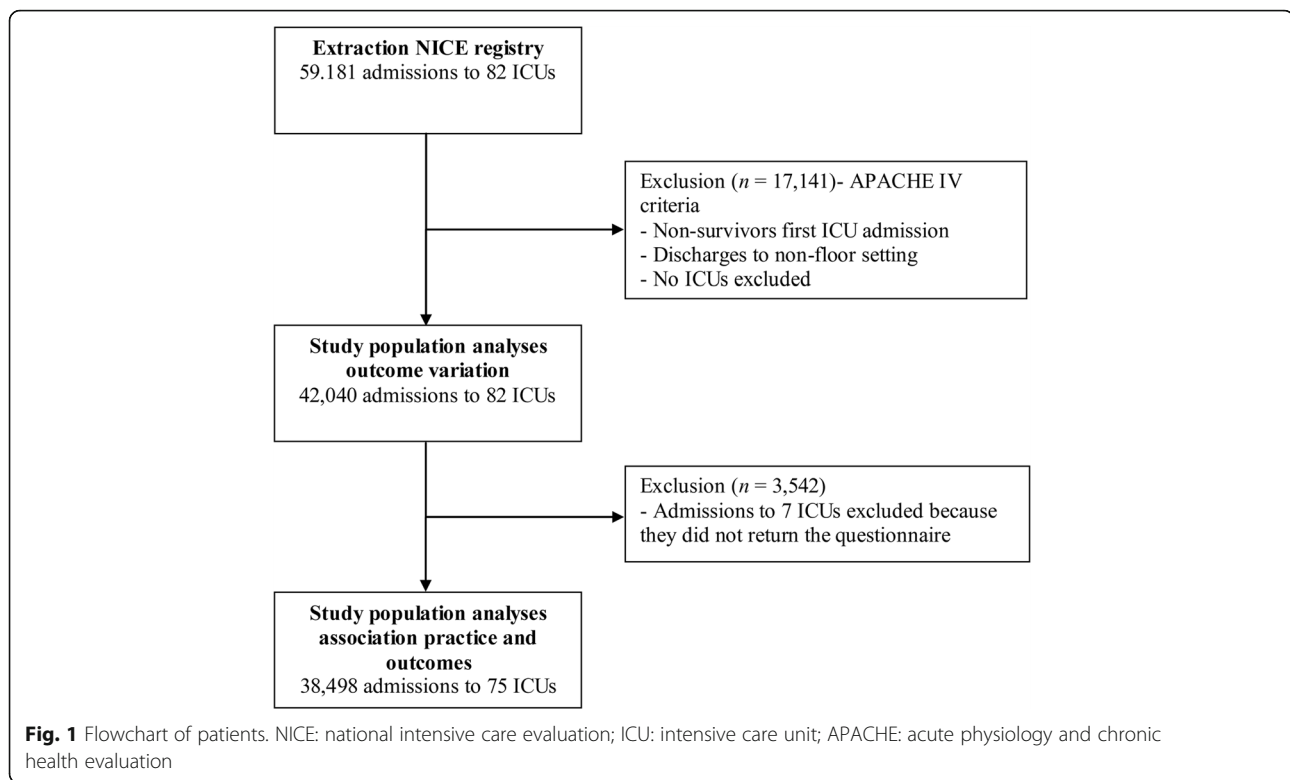 Extraction NICE registry
59.181 admissions to 82 ICUs
Exclusion (n = 17,141)- APACHE IV
criteria
- Non-survivors first ICU admission
- Discharges to non-floor setting
- No ICUs excluded
Study population analyses
outcome variation
42,040 admissions to 82 ICUs
Exclusion (n = 3,542)
- Admissions to 7 ICUs excluded because
they did not return the questionnaire
Study population analyses
association practice and
outcomes
38,498 admissions to 75 ICUs
Fig. 1 Flowchart of patients. NICE: national intensive care evaluation; ICU: intensive care unit; APACHE: acute physiology and chronic
health evaluation